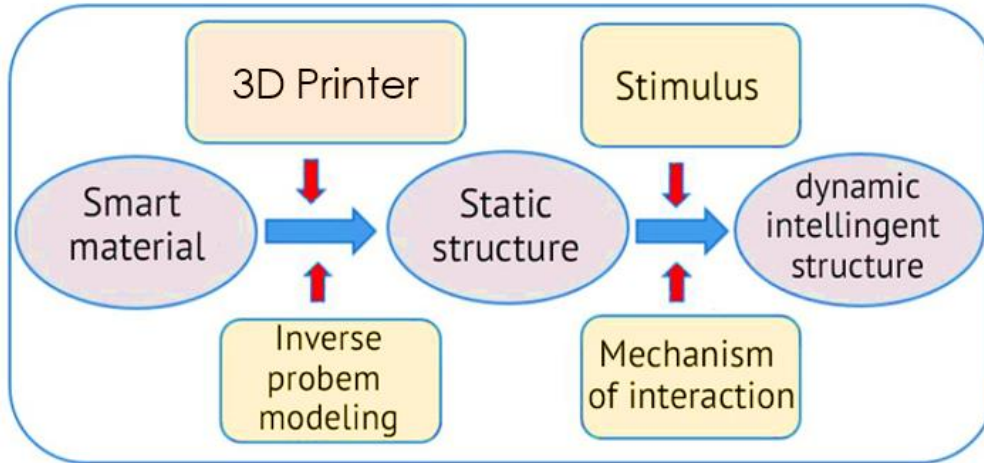 3D Printer
Stimulus
Smart
material
Static
structure
dynamic
intellingent
structure
Inverse
probem
modeling
Mechanism
of interaction